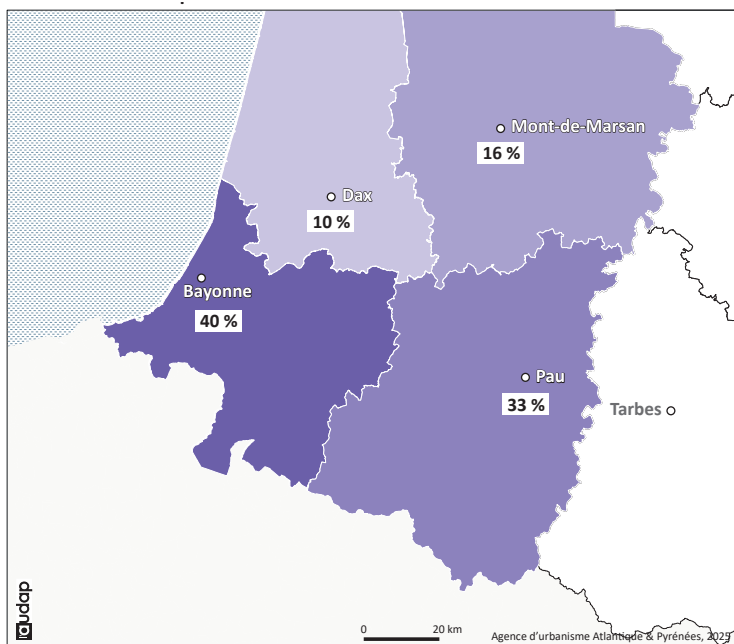 Mont-de-Marsan
16 %
Dax
10 %
Bayonne
40 %
Pau
33 %
Tarbes
audap
0 20 km
Agence d'urbanisme Atlantique & Pyrénées, 2025